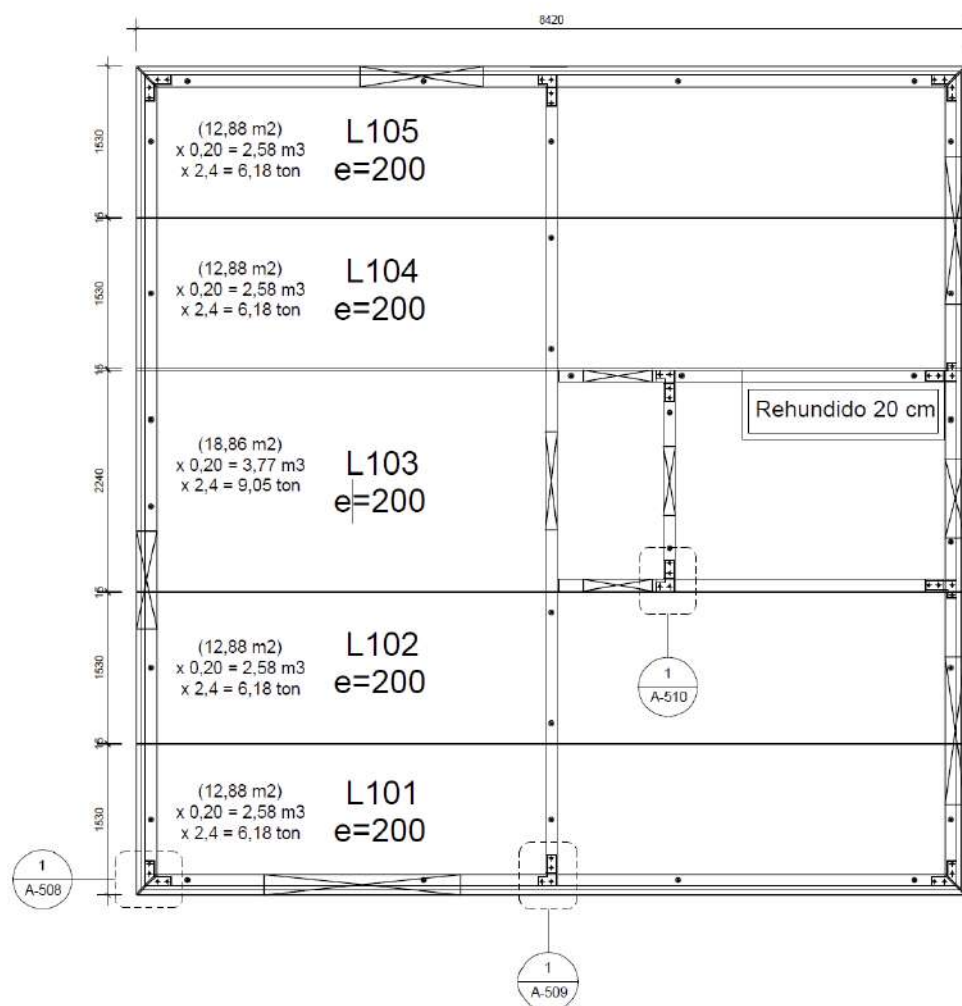 8420
1530
(12,88 m2)
x 0,20 = 2,58 m3
x 2,4 = 6,18 ton
L105
e=200
15
1530
(12,88 m2)
x 0,20 = 2,58 m3
x 2,4 = 6,18 ton
L104
e=200
15
Rehundido 20 cm
2240
(18,86 m2)
x 0,20 = 3,77 m3
x 2,4 = 9,05 ton
L103
e=200
15
1530
(12,88 m2)
x 0,20 = 2,58 m3
x 2,4 = 6,18 ton
L102
e=200
1
A-510
15
1530
(12,88 m2)
x 0,20 = 2,58 m3
x 2,4 = 6,18 ton
L101
e=200
1
A-508
1
A-509